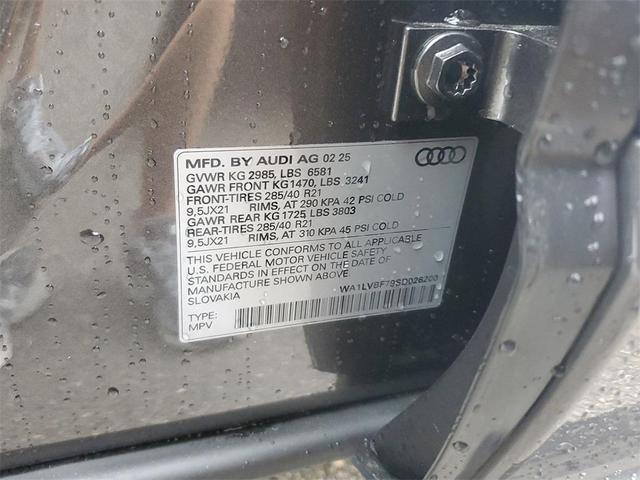 MFD. BY AUDI AG 02 25
GVWR KG 2985, LBS 6581
GAWR FRONT KG1470, LBS 3241
FRONT-TIRES 285/40 R21
9,5JX21 RIMS, AT 290 KPA 42 PSI COLD
GAWR REAR KG 1725, LBS 3803
REAR-TIRES 285/40 R21
9,5JX21 RIMS, AT 310 KPA 45 PSI COLD
THIS VEHICLE CONFORMS TO ALL APPLICABLE
U.S. FEDERAL MOTOR VEHICLE SAFETY
STANDARDS IN EFFECT ON THE DATE OF
MANUFACTURE SHOWN ABOVE.
SLOVAKIA
WA1LVBF79SD026200
TYPE:
MPV